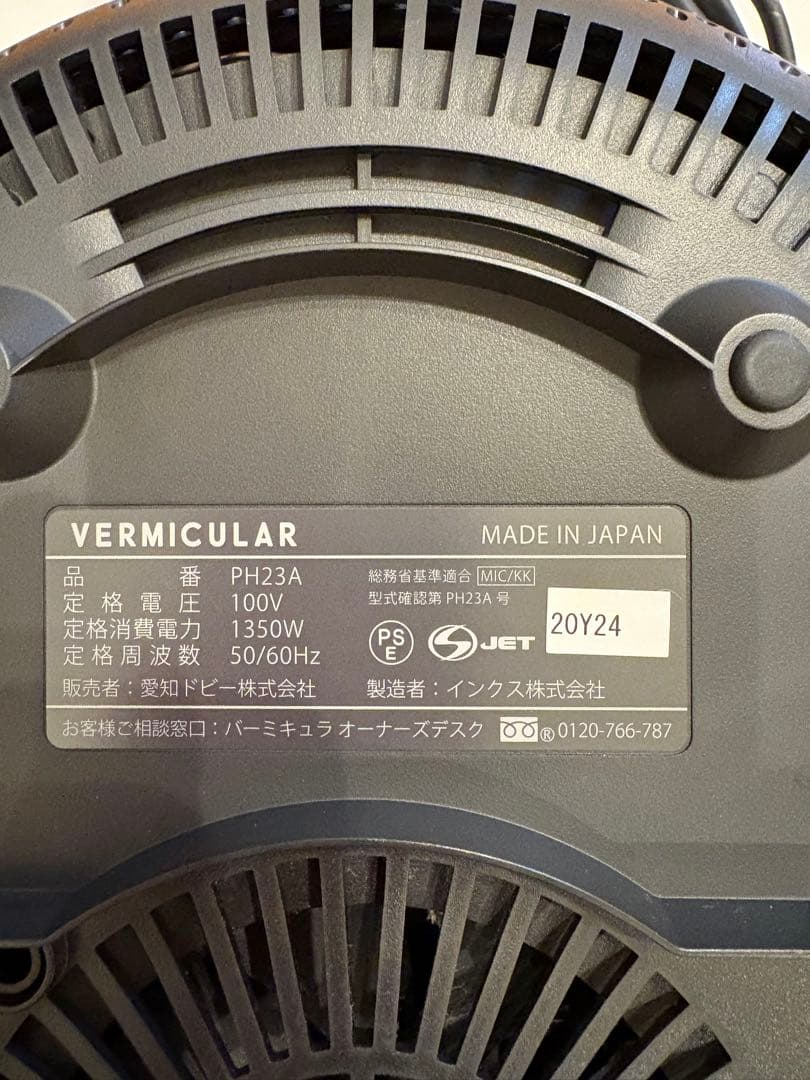 VERMICULAR MADE IN JAPAN
品番 PH23A
定格電圧 100V
定格消費電力 1350W
定格周波数 50/60Hz
総務省基準適合 MIC/KK
型式確認第 PH23A 号
PS
E
JET
20Y24
販売者：愛知ドビー株式会社 製造者：インクス株式会社
お客様ご相談窓口：バーミキュラ オーナーズデスク ® 0120-766-787